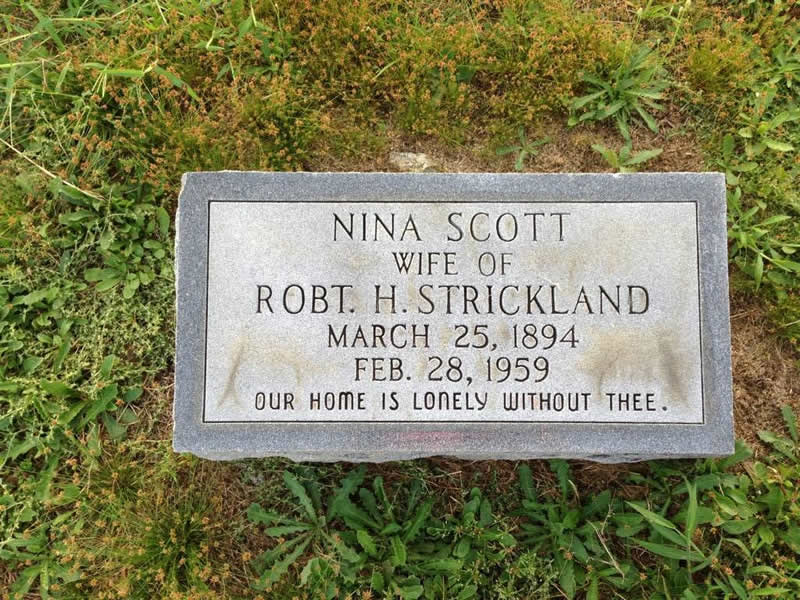 NINA SCOTT
WIFE OF
ROBT. H. STRICKLAND
MARCH 25, 1894
FEB. 28, 1959
OUR HOME IS LONELY WITHOUT THEE.